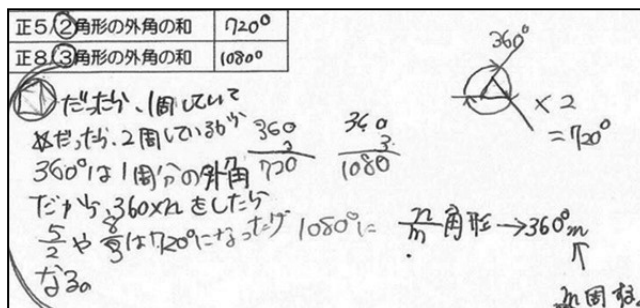 正5/②角形の外角の和 720°
正8/③角形の外角の和 1080°
だったら、1周していて
☆だったら、2周しているから
360°は1周分の外角
だから、360×nをしたら
5/2や8/3は720°になったり1080°に
なる。
360
2
720
360
3
1080
360°
×2
=720°
n/m角形→360°m
↑
m周する